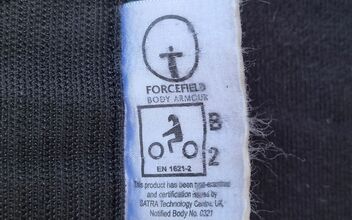 FORCEFIELD
BODY ARMOUR
B
2
EN 1621-2
This product has been type-examined
and certification issued by
SATRA Technology Centre, UK,
Notified Body No. 0321